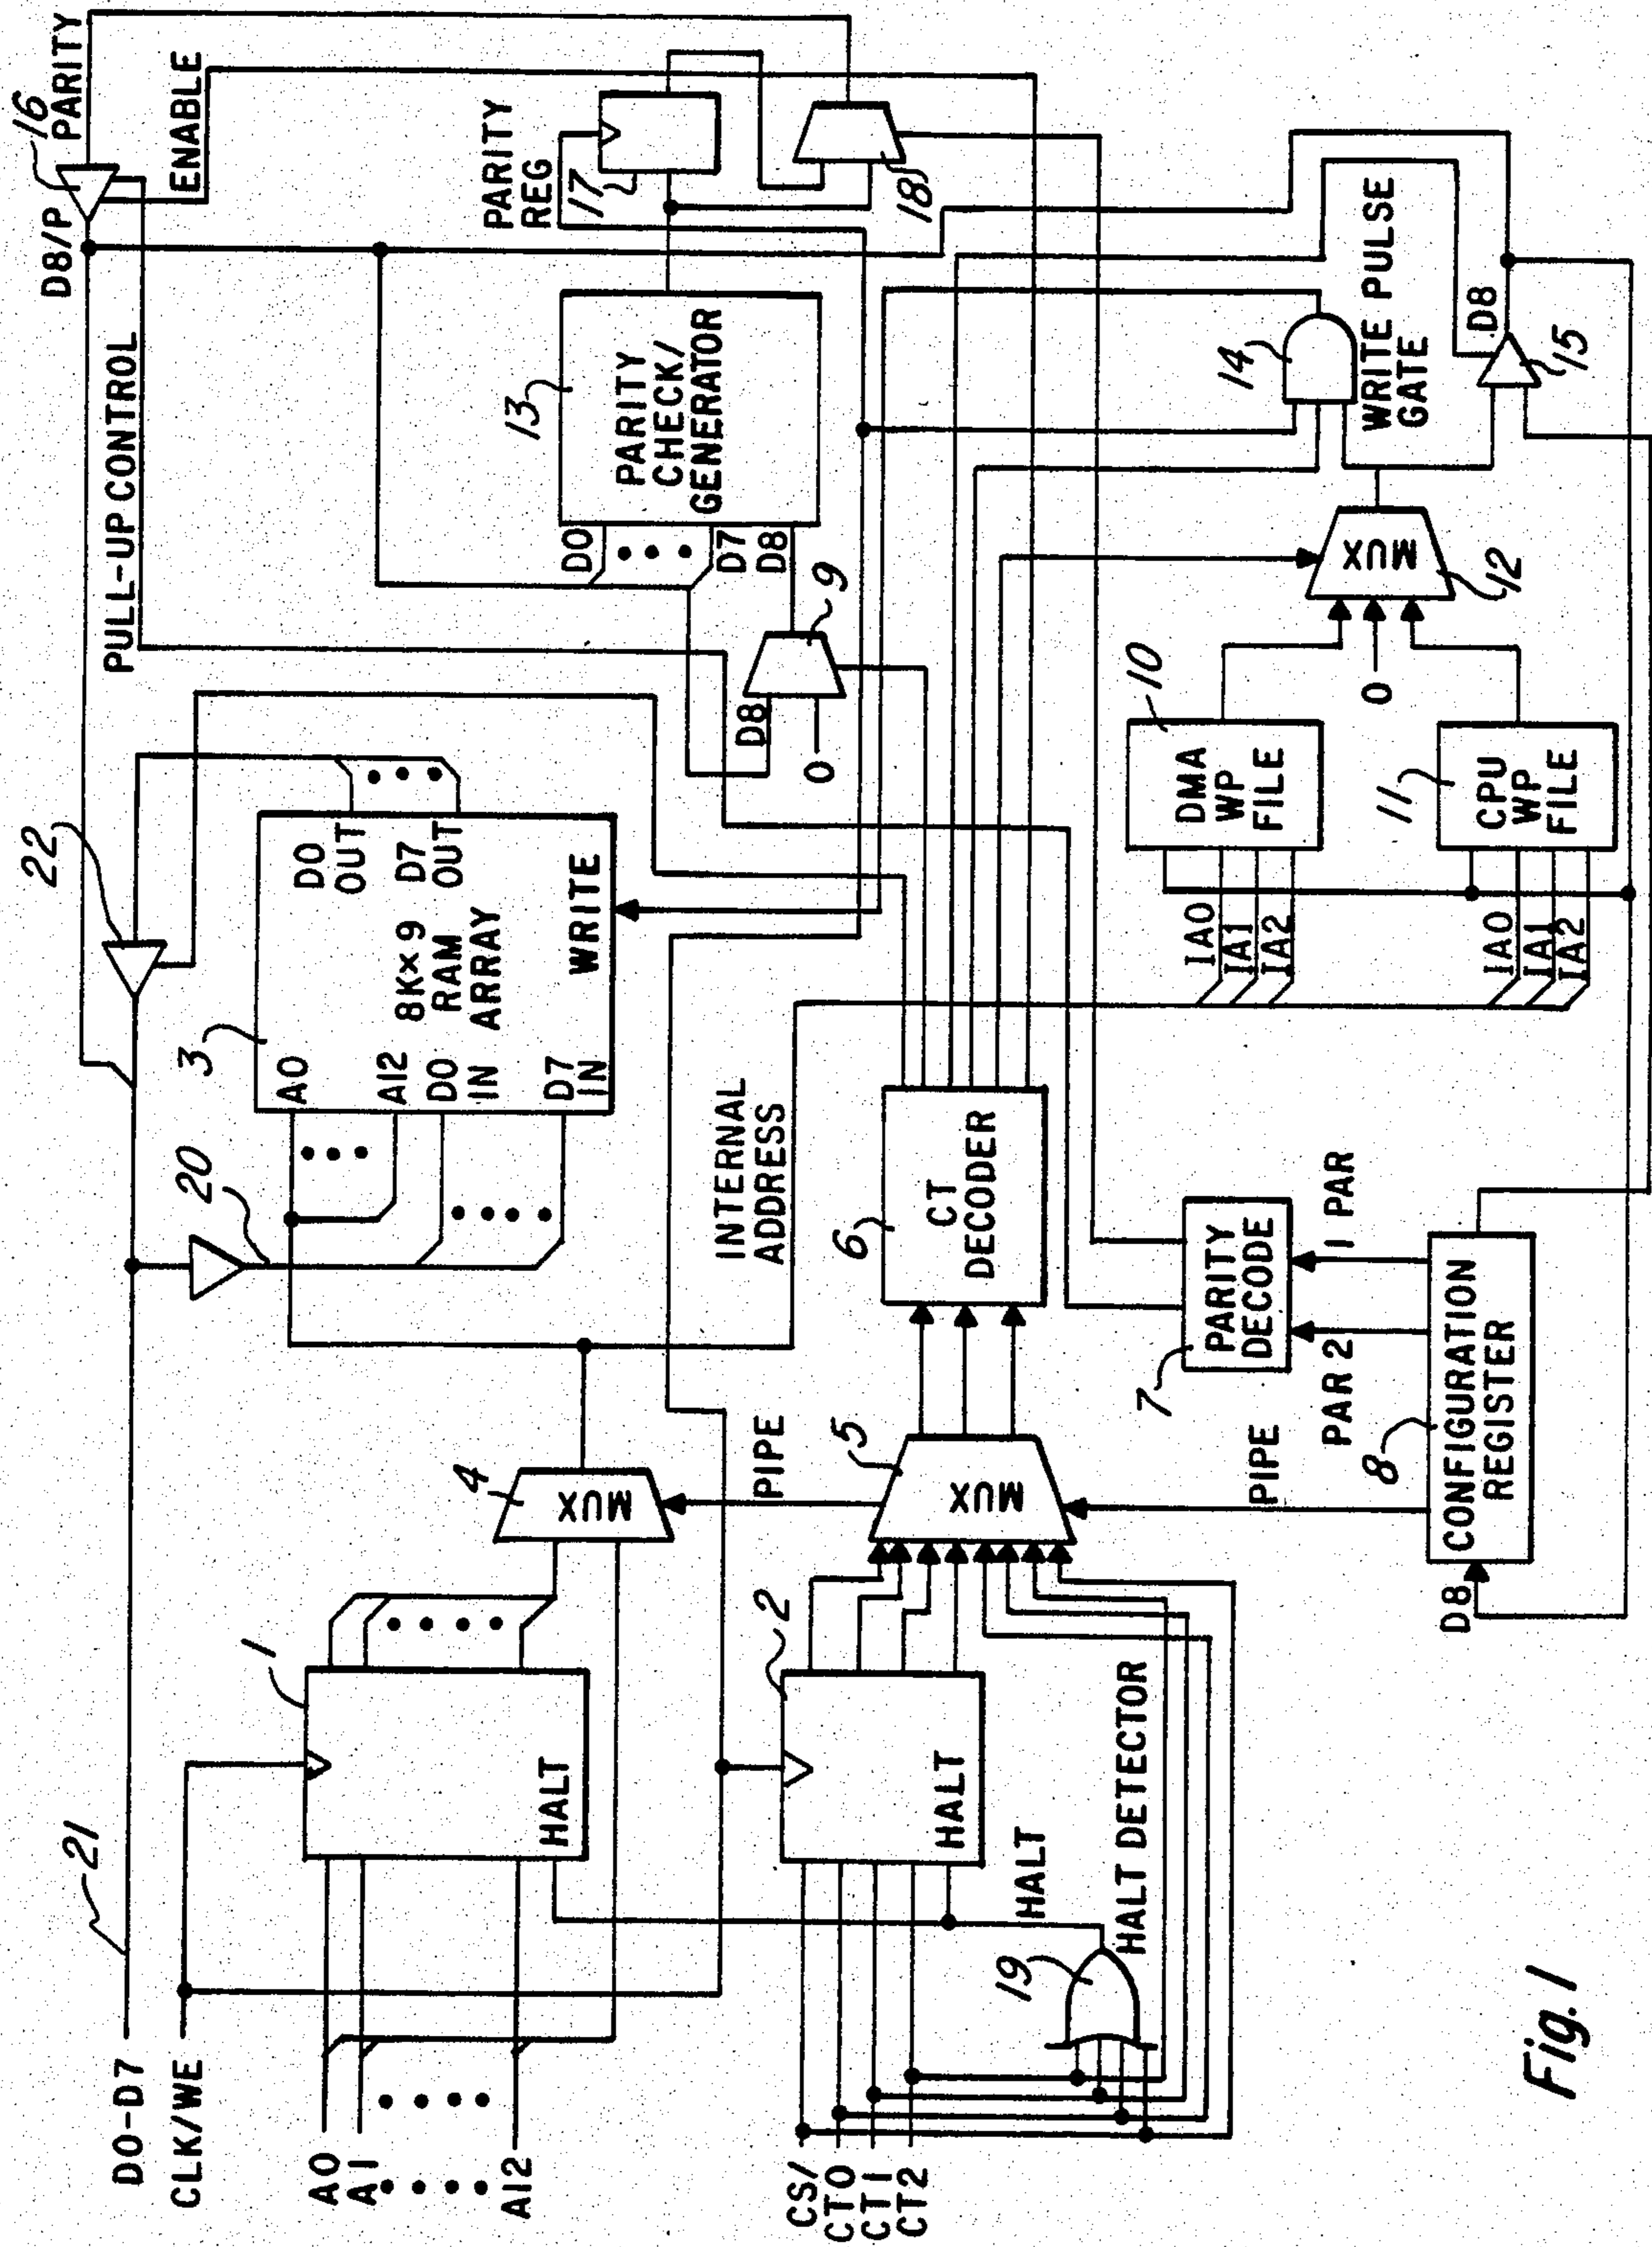 D0-D7
21
CLK/WE
A0
A1
A12
1
HALT
4
MUX
20
3
A0
A12
D0
IN
D7
IN
8K×9
RAM
ARRAY
D0
OUT
D7
OUT
WRITE
22
PULL-UP CONTROL
D8/P
16
PARITY
ENABLE
PARITY
REG
17
18
13
PARITY
CHECK/
GENERATOR
D0
D7
D8
9
D8
0
CS/
CT0
CT1
CT2
2
HALT
HALT
19
HALT DETECTOR
PIPE
5
MUX
INTERNAL
ADDRESS
6
CT
DECODER
7
PARITY
DECODE
1 PAR
PAR 2
PIPE
8
CONFIGURATION
REGISTER
D8
IA0
IA1
IA2
10
DMA
WP
FILE
IA0
IA1
IA2
11
CPU
WP
FILE
0
MUX
12
14
WRITE PULSE
GATE
D8
15
Fig. 1